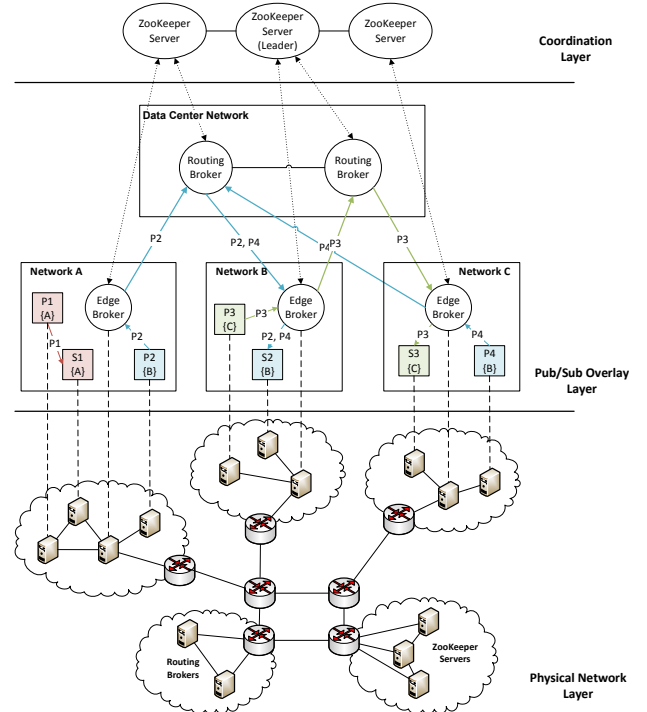 ZooKeeper
Server
ZooKeeper
Server
(Leader)
ZooKeeper
Server
Coordination
Layer
Data Center Network
Routing
Broker
Routing
Broker
P2
P2, P4
P4
P3
P3
Network A
Network B
Network C
P1
{A}
Edge
Broker
P1
S1
{A}
P2
P2
{B}
P3
{C}
P3
Edge
Broker
P2, P4
S2
{B}
Edge
Broker
P3
P4
S3
{C}
P4
{B}
Pub/Sub Overlay
Layer
Routing
Brokers
ZooKeeper
Servers
Physical Network
Layer